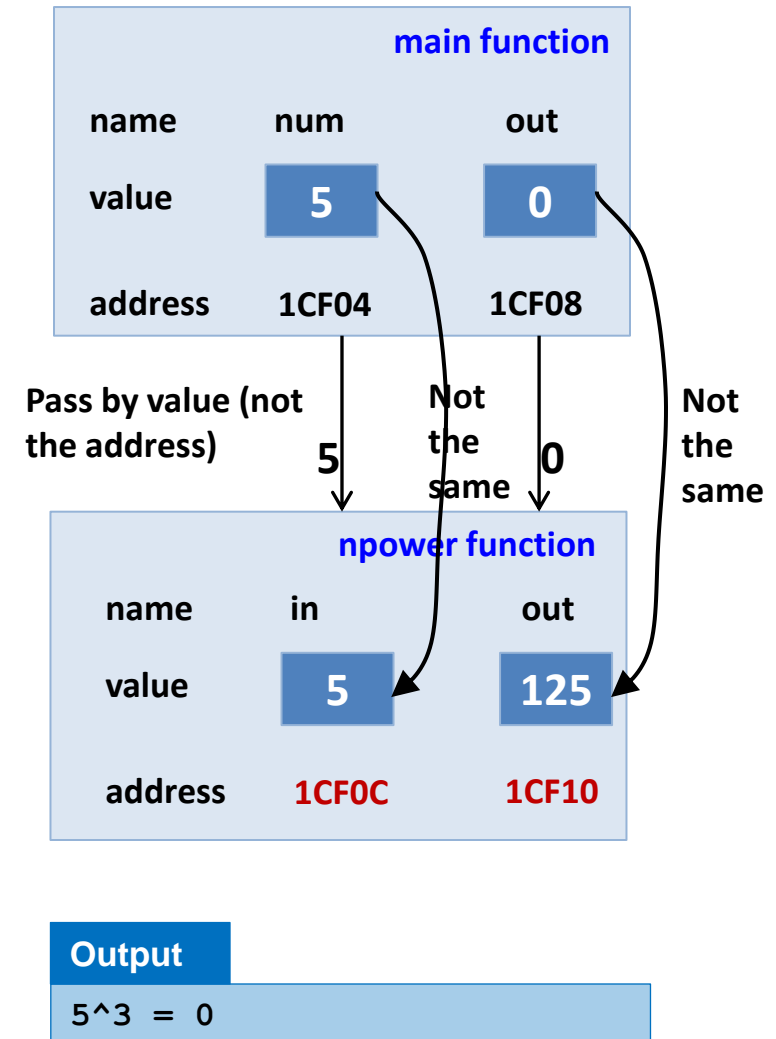 main function
name num out
value 5 0
address 1CF04 1CF08
Pass by value (not
the address)
5
Not
the
same
0
Not
the
same
npower function
name in out
value 5 125
address 1CF0C 1CF10
Output
5^3 = 0